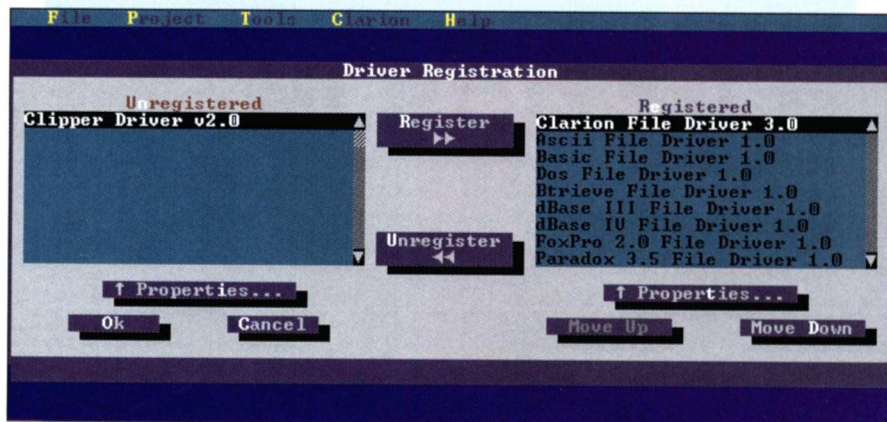 File Project Tools Clarion Help
Driver Registration
Unregistered
Clipper Driver v2.0
Register
Unregister
↑ Properties...
Ok
Cancel
Registered
Clarion File Driver 3.0
Ascii File Driver 1.0
Basic File Driver 1.0
Dos File Driver 1.0
Btrieve File Driver 1.0
dBase III File Driver 1.0
dBase IV File Driver 1.0
FoxPro 2.0 File Driver 1.0
Paradox 3.5 File Driver 1.0
↑ Properties...
Move Up
Move Down